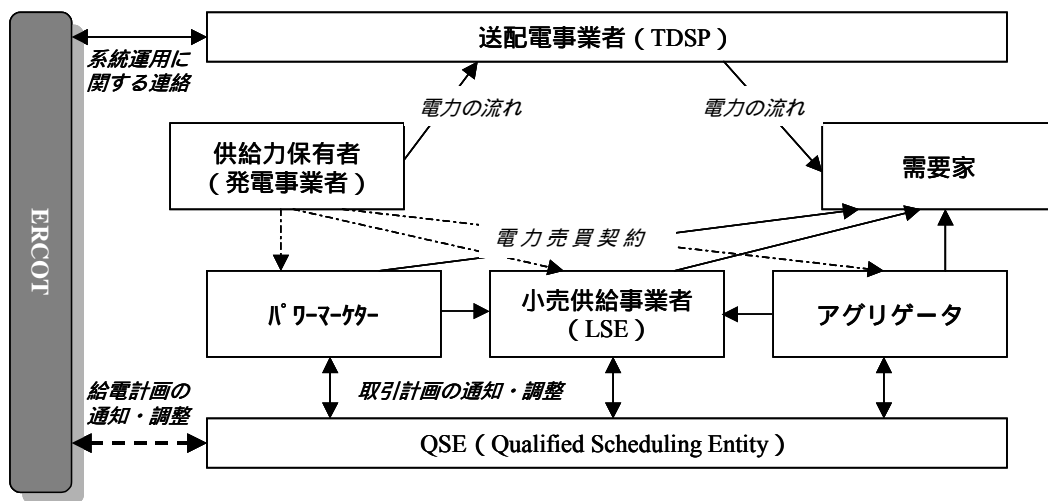 送配電事業者（TDSP）
系統運用に
関する連絡
電力の流れ
電力の流れ
供給力保有者
（発電事業者）
需要家
ERCOT
電力売買契約
ﾊﾟﾜｰﾏｰｹﾀｰ
小売供給事業者
（LSE）
アグリゲータ
給電計画の
通知・調整
取引計画の通知・調整
QSE（Qualified Scheduling Entity）